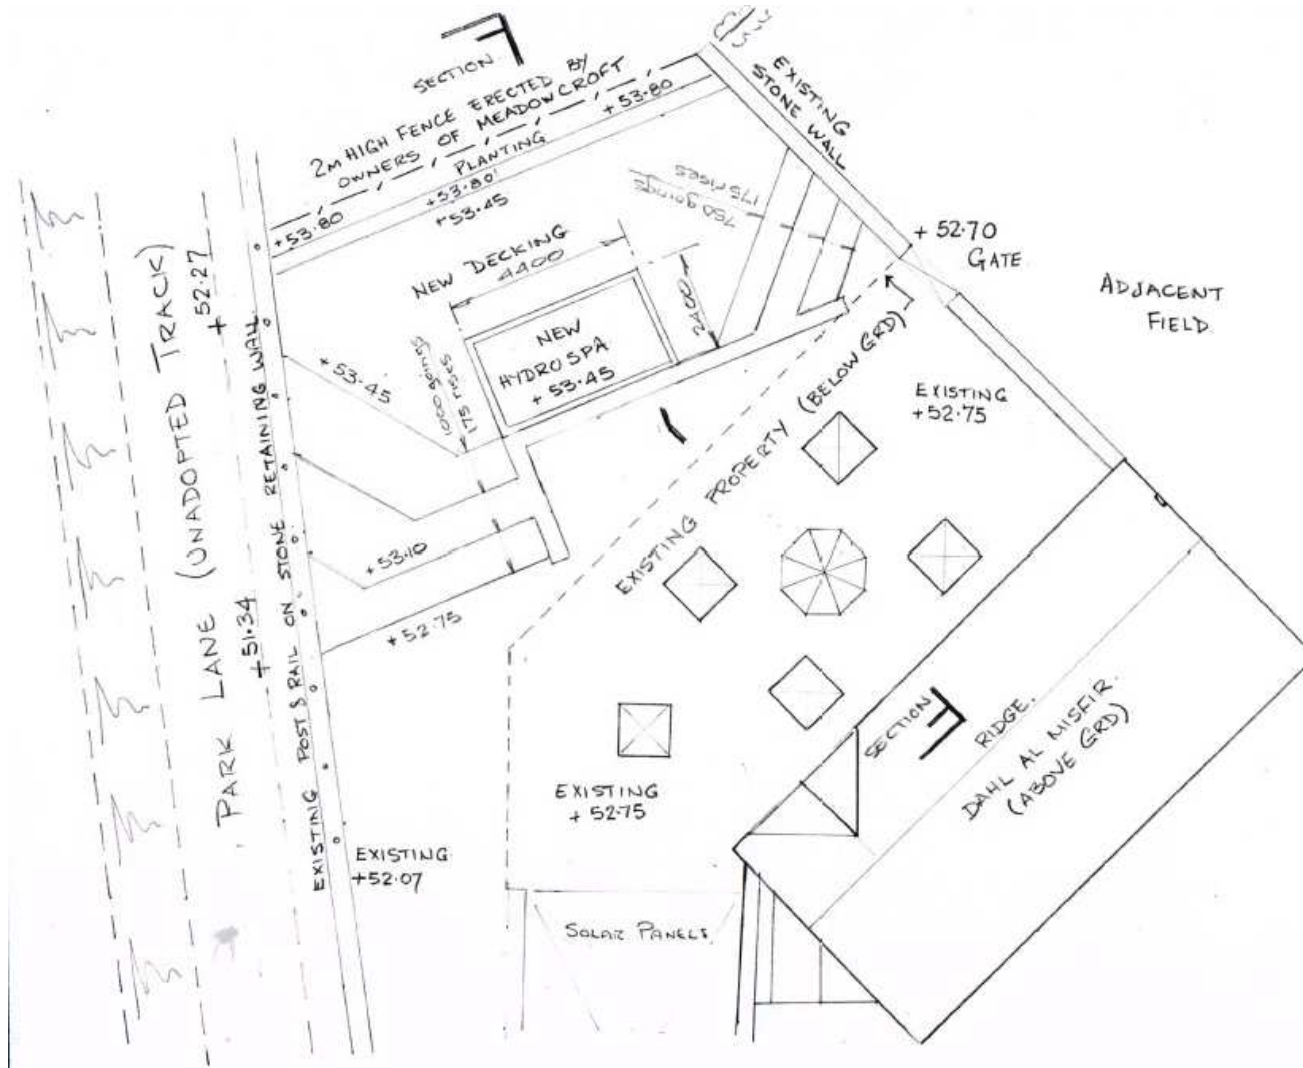 SECTION
2M HIGH FENCE ERECTED BY
OWNERS OF MEADOWCROFT
PLANTING
+53.80
+53.80
+53.80
+53.45
EXISTING
STONE WALL
750 goings
175 rises
+ 52.70
GATE
ADJACENT
FIELD
NEW DECKING
4400
2400
NEW
HYDRO SPA
+ 53.45
1000 goings
175 rises
+53.45
+53.10
+52.75
PARK LANE (UNADOPTED TRACK)
+52.27
+51.34
EXISTING POST & RAIL ON STONE RETAINING WALL
EXISTING PROPERTY (BELOW GRD)
EXISTING
+52.75
EXISTING
+ 52.75
EXISTING
+52.07
SOLAR PANELS
SECTION
RIDGE.
DAHL AL MISFIR.
(ABOVE GRD)